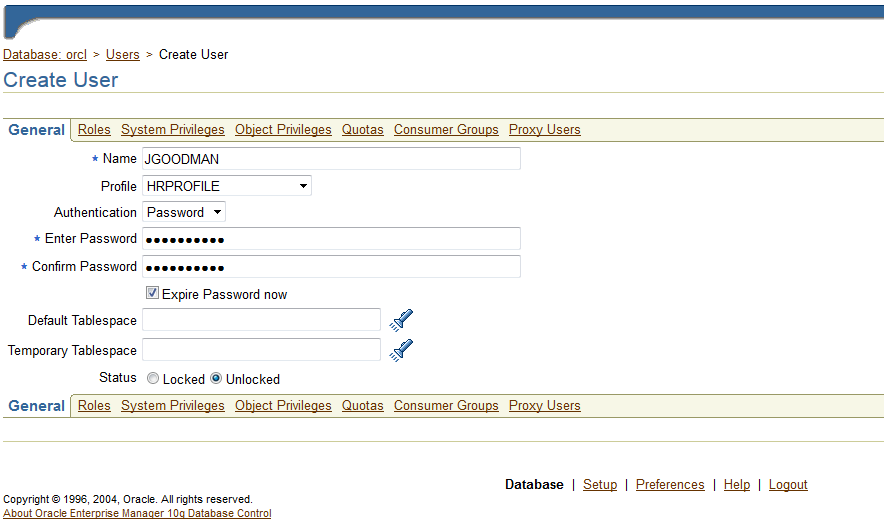 Database: orcl > Users > Create User
Create User
General Roles System Privileges Object Privileges Quotas Consumer Groups Proxy Users
* Name JGOODMAN
Profile HRPROFILE
Authentication Password
* Enter Password ●●●●●●●●●●
* Confirm Password ●●●●●●●●●●
Expire Password now
Default Tablespace
Temporary Tablespace
Status Locked Unlocked
General Roles System Privileges Object Privileges Quotas Consumer Groups Proxy Users
Database | Setup | Preferences | Help | Logout
Copyright © 1996, 2004, Oracle. All rights reserved.
About Oracle Enterprise Manager 10g Database Control